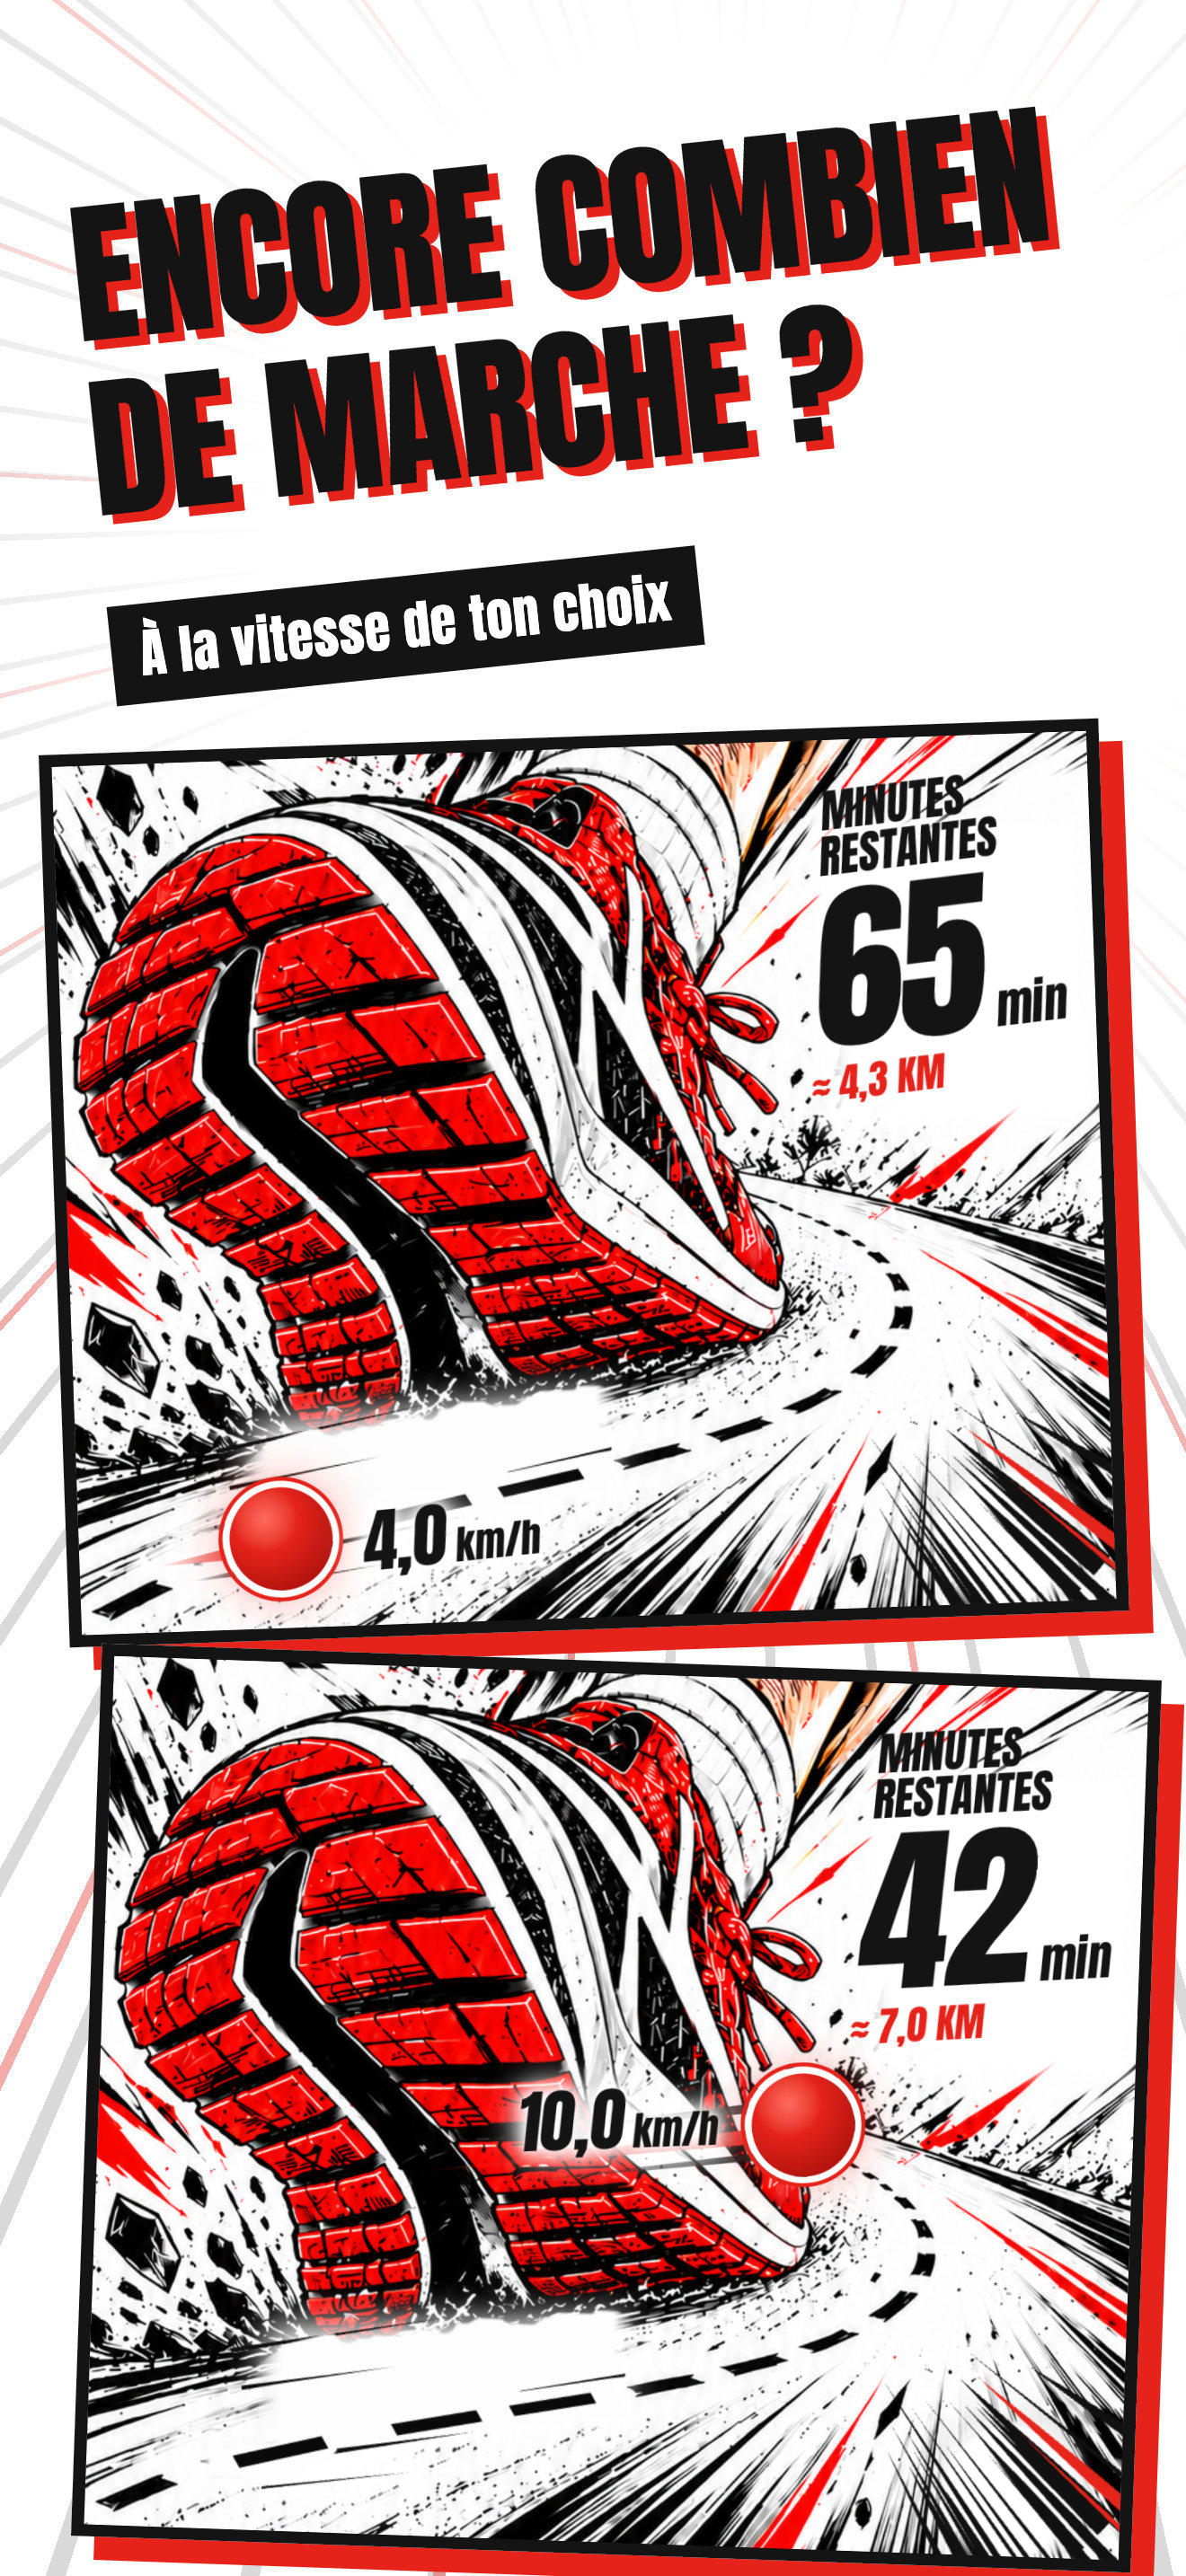 ENCORE COMBIEN
DE MARCHE ?
À la vitesse de ton choix
MINUTES
RESTANTES
65 min
≈ 4,3 KM
4,0 km/h
MINUTES
RESTANTES
42 min
≈ 7,0 KM
10,0 km/h